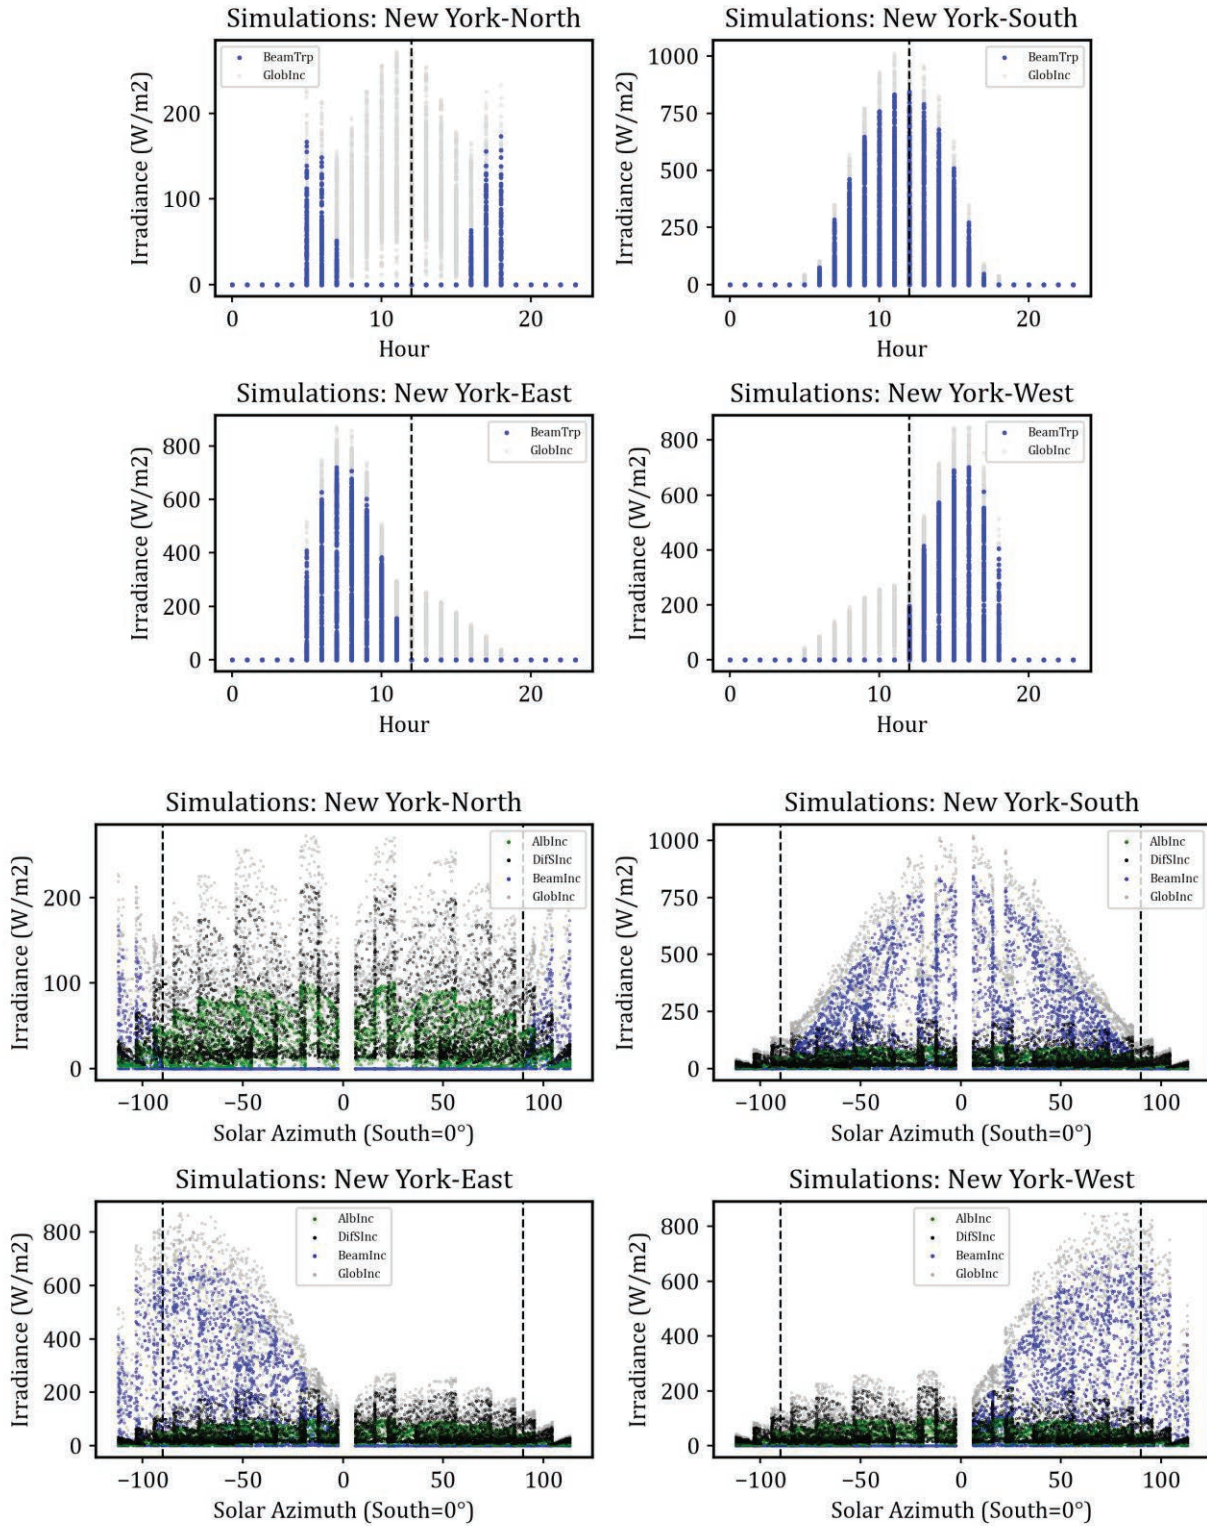 Simulations: New York-North
Irradiance (W/m2)
200
100
0
BeamTrp
GlobInc
0 10 20
Hour
Simulations: New York-South
Irradiance (W/m2)
1000
750
500
250
0
BeamTrp
GlobInc
0 10 20
Hour
Simulations: New York-East
Irradiance (W/m2)
800
600
400
200
0
BeamTrp
GlobInc
0 10 20
Hour
Simulations: New York-West
Irradiance (W/m2)
800
600
400
200
0
BeamTrp
GlobInc
0 10 20
Hour
Simulations: New York-North
Irradiance (W/m2)
200
100
0
AlbInc
DifSInc
BeamInc
GlobInc
−100 −50 0 50 100
Solar Azimuth (South=0°)
Simulations: New York-South
Irradiance (W/m2)
1000
750
500
250
0
AlbInc
DifSInc
BeamInc
GlobInc
−100 −50 0 50 100
Solar Azimuth (South=0°)
Simulations: New York-East
Irradiance (W/m2)
800
600
400
200
0
AlbInc
DifSInc
BeamInc
GlobInc
−100 −50 0 50 100
Solar Azimuth (South=0°)
Simulations: New York-West
Irradiance (W/m2)
800
600
400
200
0
AlbInc
DifSInc
BeamInc
GlobInc
−100 −50 0 50 100
Solar Azimuth (South=0°)